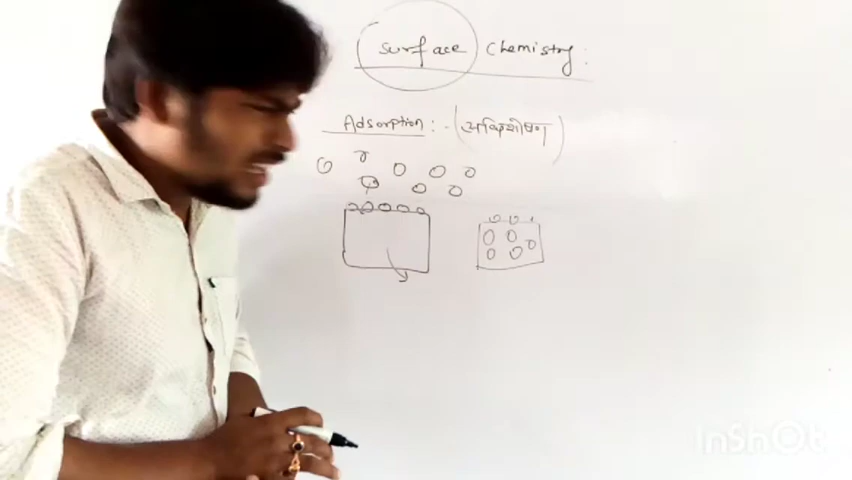 Surface Chemistry:
Adsorption:- (अधिशोषण)
InShOt